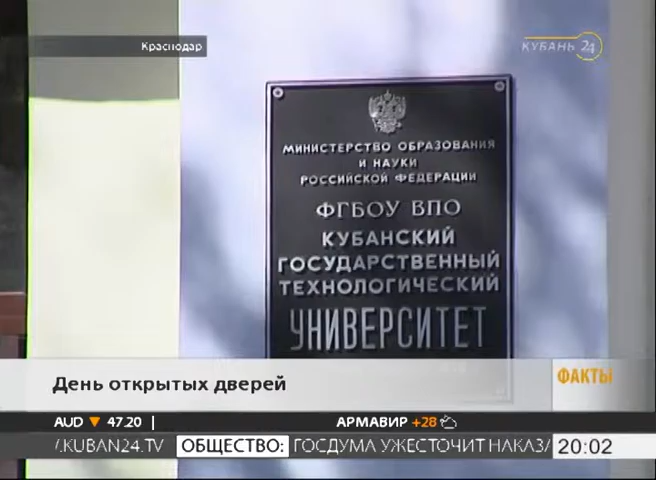 Краснодар
КУБАНЬ 24
МИНИСТЕРСТВО ОБРАЗОВАНИЯ
И НАУКИ
РОССИЙСКОЙ ФЕДЕРАЦИИ
ФГБОУ ВПО
КУБАНСКИЙ
ГОСУДАРСТВЕННЫЙ
ТЕХНОЛОГИЧЕСКИЙ
УНИВЕРСИТЕТ
День открытых дверей
ФАКТЫ
AUD ▼ 47.20 | АРМАВИР +28
.KUBAN24.TV ОБЩЕСТВО: ГОСДУМА УЖЕСТОЧИТ НАКАЗ 20:02